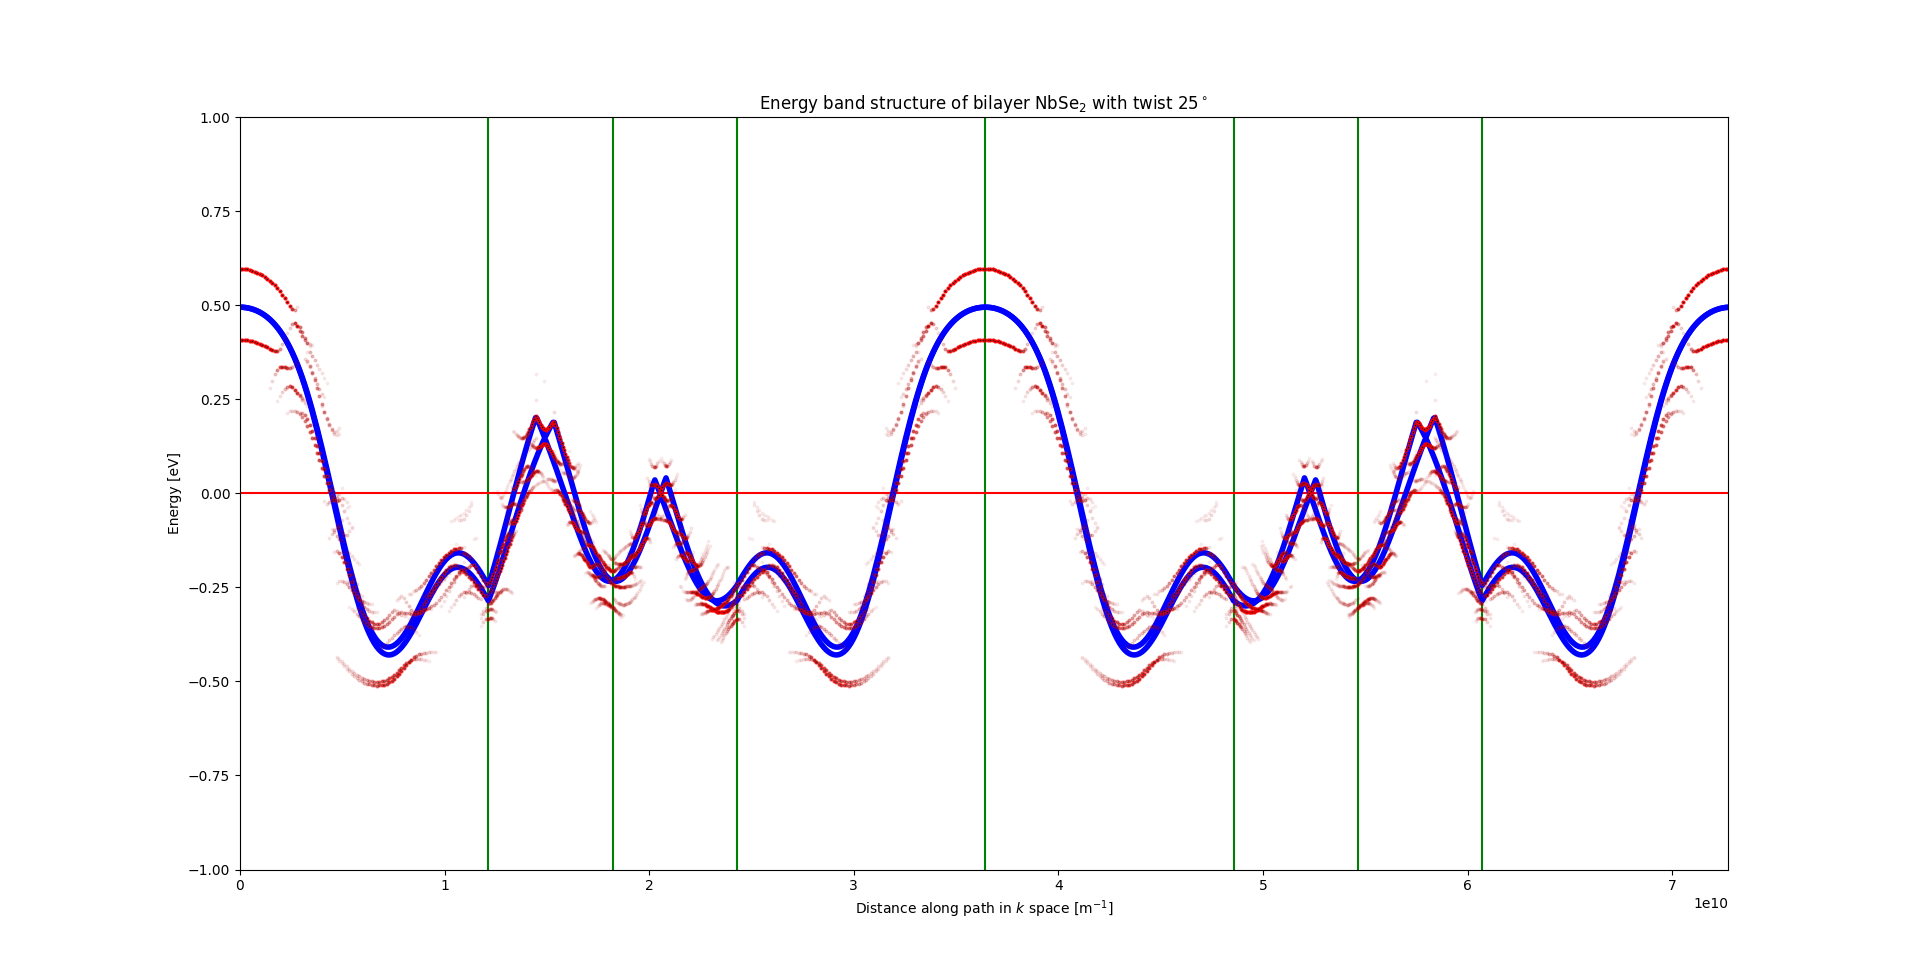 Energy band structure of bilayer NbSe₂ with twist 25°
1.00
0.75
0.50
0.25
0.00
−0.25
−0.50
−0.75
−1.00
Energy [eV]
0 1 2 3 4 5 6 7
1e10
Distance along path in k space [m⁻¹]